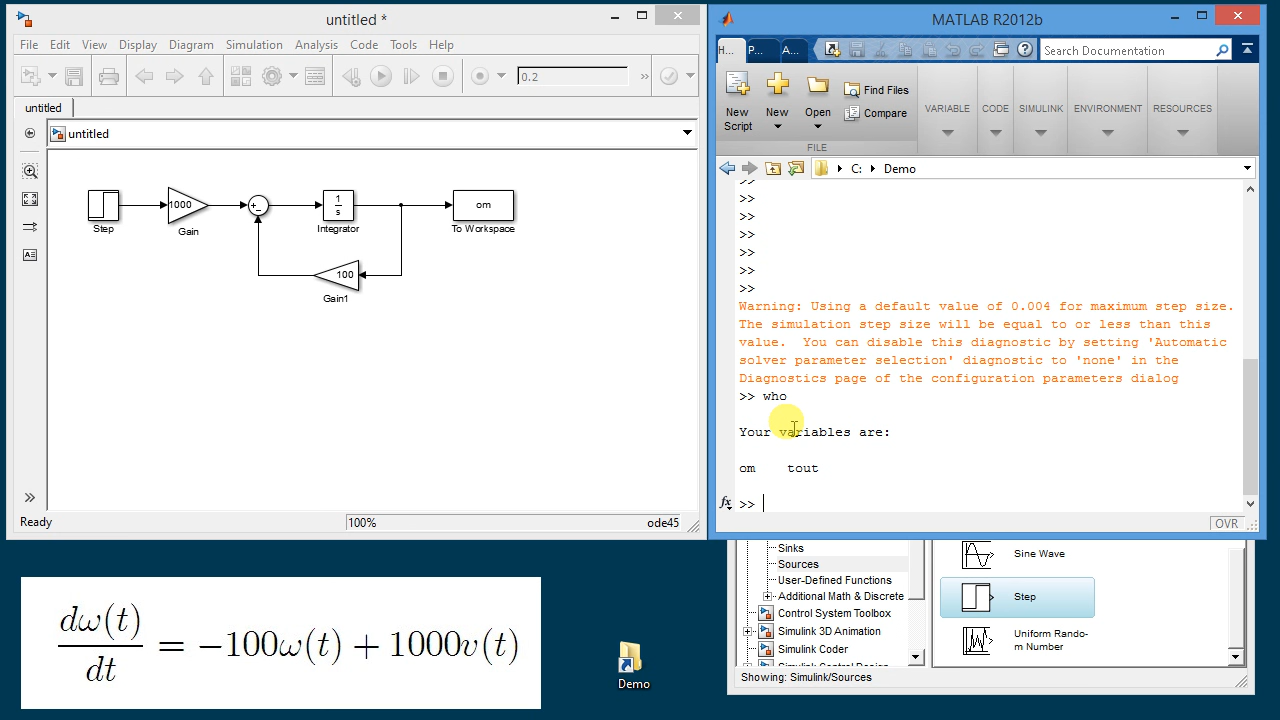 untitled *
File Edit View Display Diagram Simulation Analysis Code Tools Help
0.2
»
untitled
untitled
Step
1000
Gain
+
-
1
s
Integrator
om
To Workspace
100
Gain1
»
Ready 100% ode45
MATLAB R2012b
H... P... A... Search Documentation
New Script
New
Open
Find Files
Compare
FILE
VARIABLE CODE SIMULINK ENVIRONMENT RESOURCES
C: Demo
>>
>>
>>
>>
>>
>>
>>
Warning: Using a default value of 0.004 for maximum step size.
The simulation step size will be equal to or less than this
value. You can disable this diagnostic by setting 'Automatic
solver parameter selection' diagnostic to 'none' in the
Diagnostics page of the configuration parameters dialog
>> who
Your variables are:
om tout
fx >>
OVR
Sinks
Sources
User-Defined Functions
Additional Math & Discrete
Control System Toolbox
Simulink 3D Animation
Simulink Coder
Simulink Control Design
Sine Wave
Step
Uniform Rando-
m Number
Showing: Simulink/Sources
dω(t)/dt = −100ω(t) + 1000v(t)
Demo